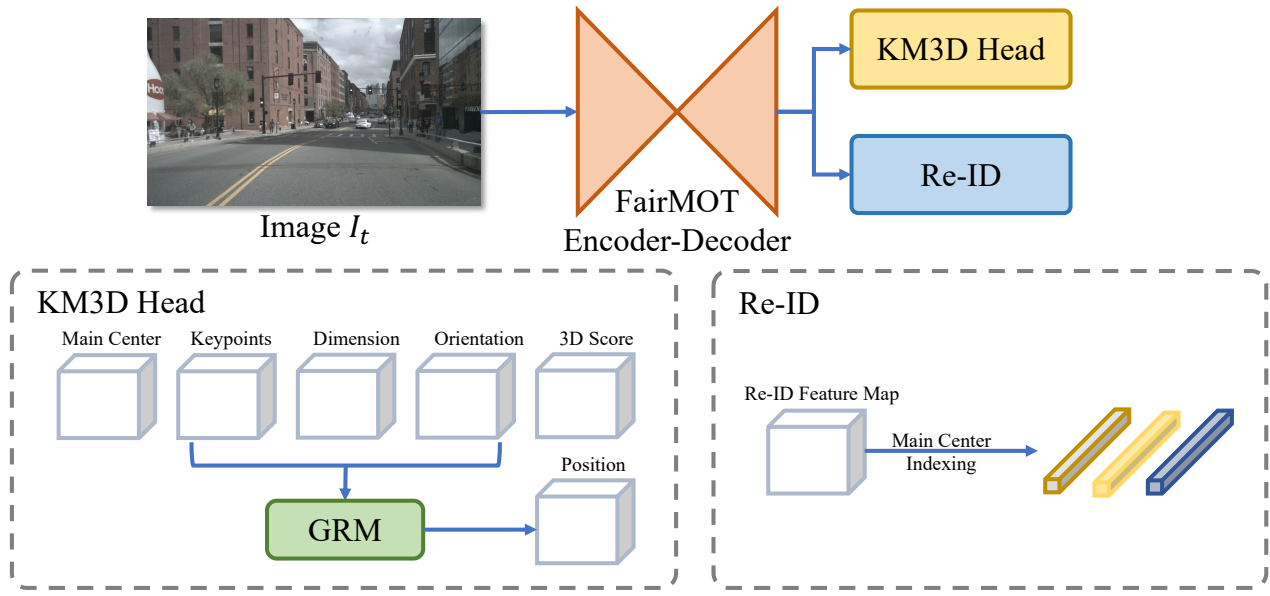 KM3D Head
Re-ID
FairMOT
Encoder-Decoder
Image I_t
KM3D Head
Main Center
Keypoints
Dimension
Orientation
3D Score
Position
GRM
Re-ID
Re-ID Feature Map
Main Center
Indexing